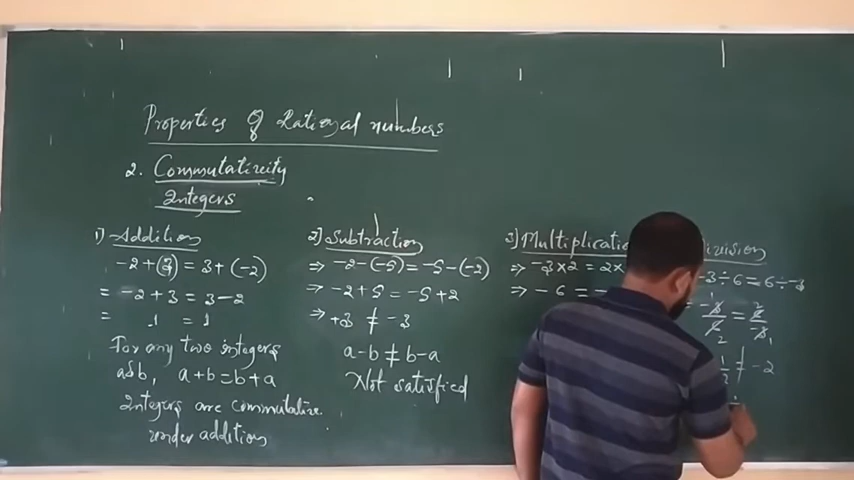 Properties of Rational numbers
2. Commutativity
Integers
1) Addition
-2+(3) = 3+(-2)
= -2+3 = 3-2
= 1 = 1
For any two integers
a&b, a+b=b+a
Integers are commutative
under addition
2] Subtraction
⇒ -2-(-5) = -5-(-2)
⇒ -2+5 = -5+2
⇒ +3 ≠ -3
a-b ≠ b-a
Not satisfied
3] Multiplication
⇒ -3×2 = 2×
⇒ -6 =
-3÷6 = 6÷-3
≠ -2